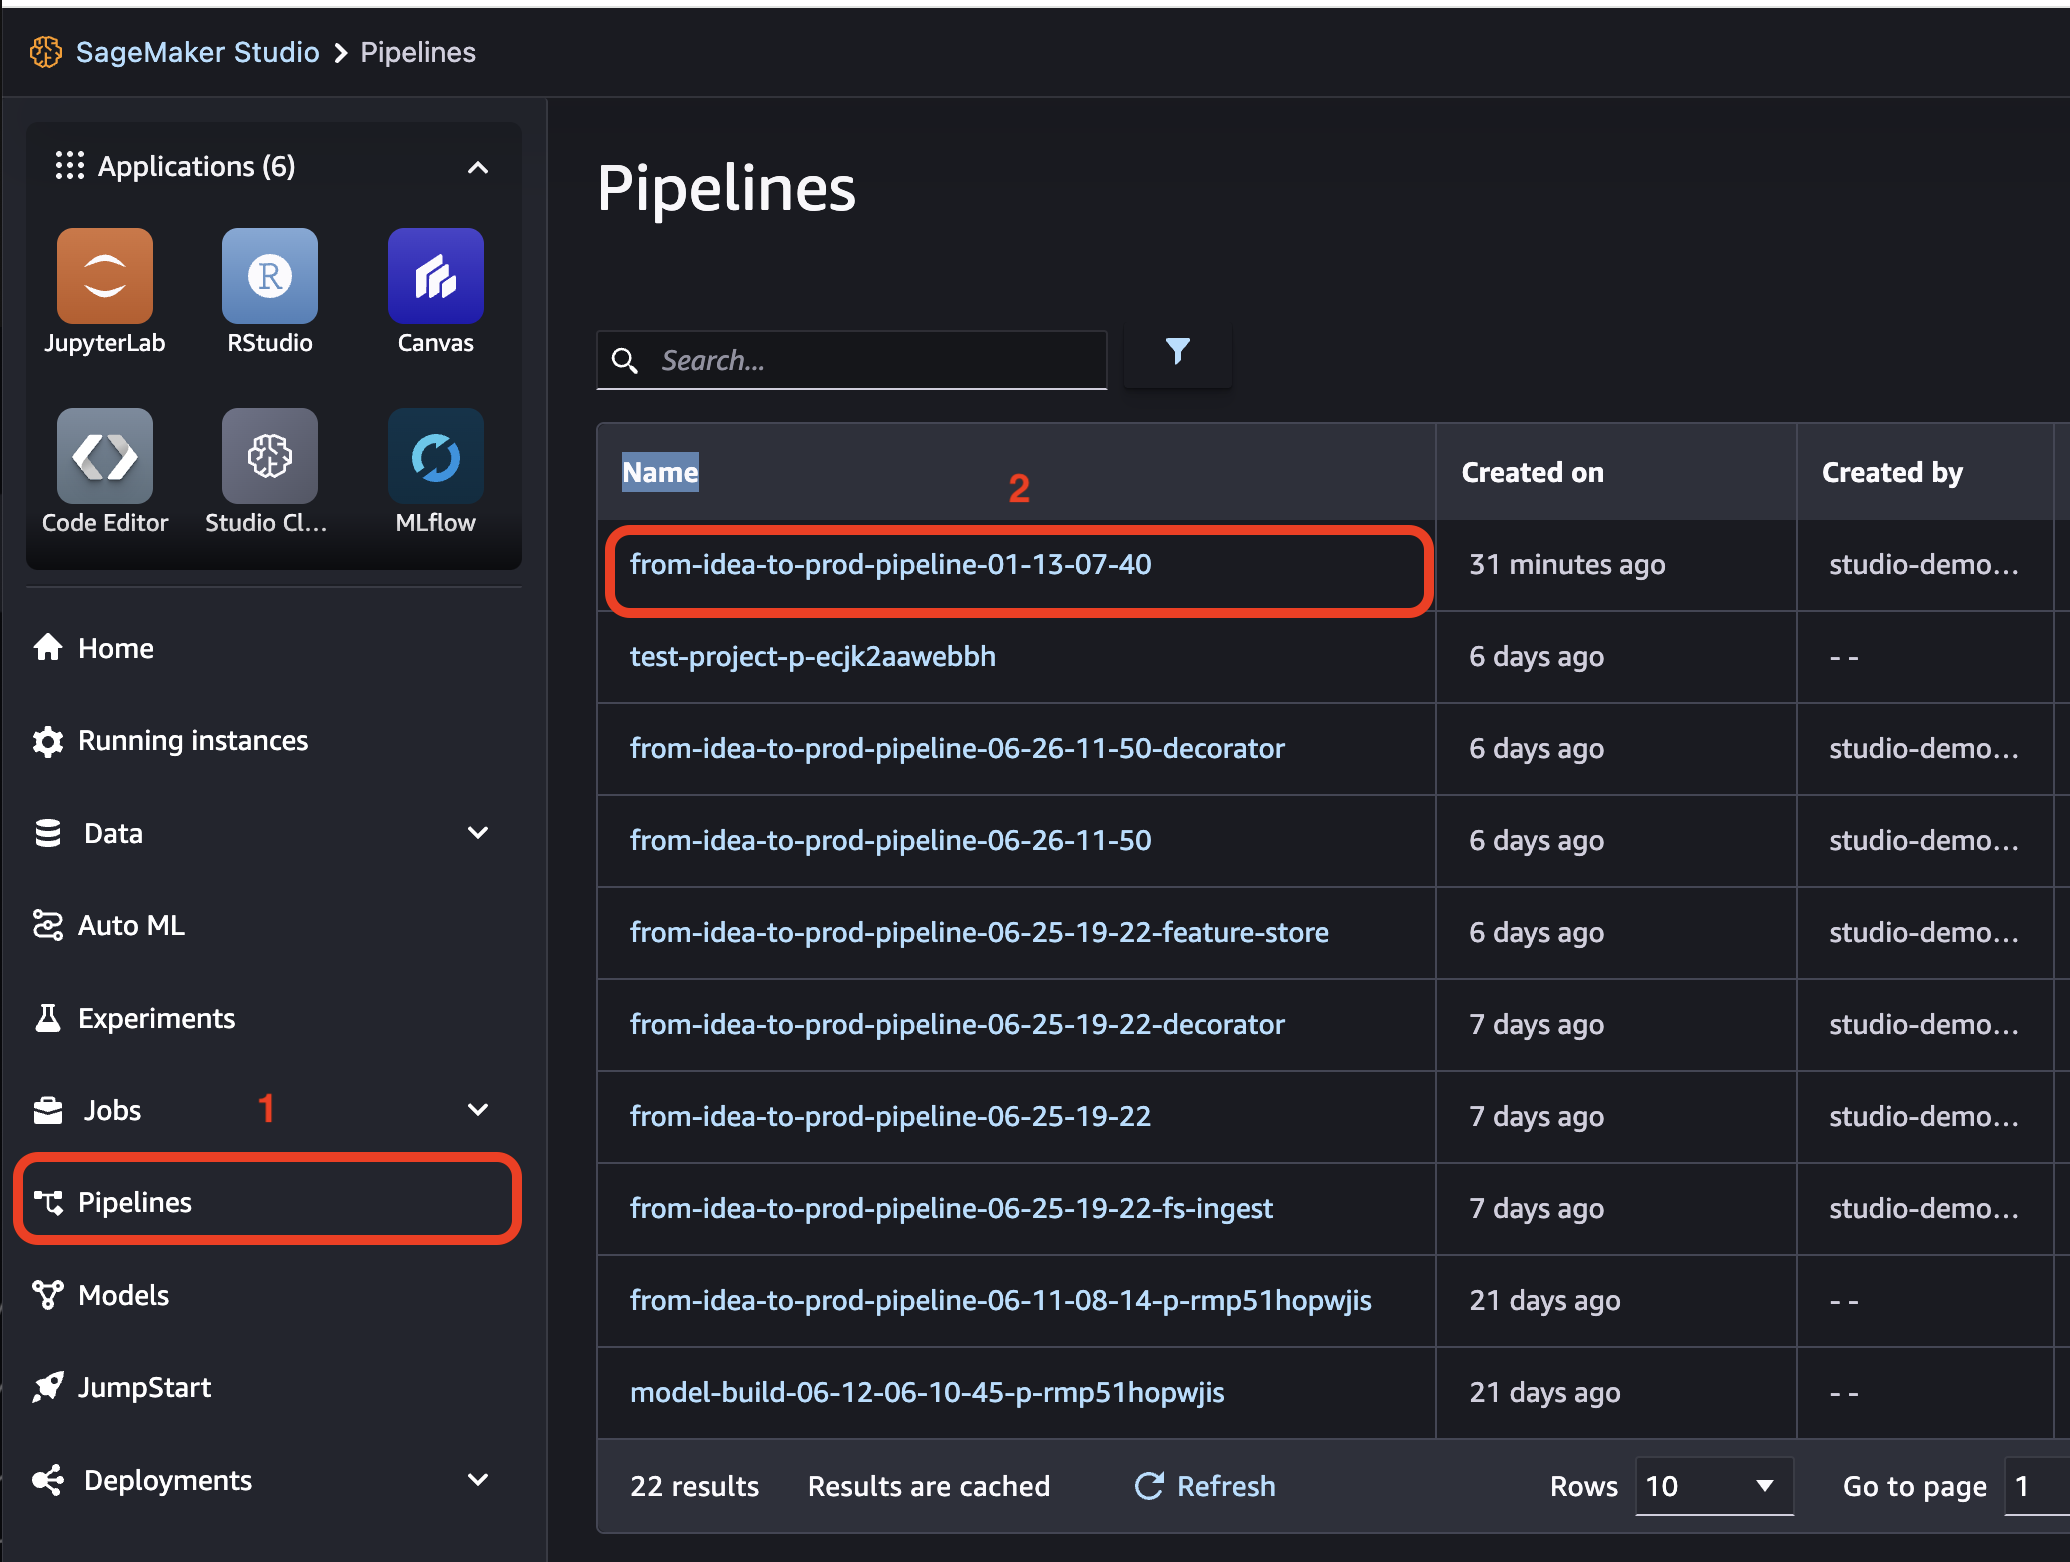 SageMaker Studio > Pipelines
Applications (6)
JupyterLab
RStudio
Canvas
Code Editor
Studio Cl...
MLflow
Home
Running instances
Data
Auto ML
Experiments
Jobs
1
Pipelines
Models
JumpStart
Deployments
Pipelines
Search...
Name 2 Created on Created by
from-idea-to-prod-pipeline-01-13-07-40 31 minutes ago studio-demo...
test-project-p-ecjk2aawebbh 6 days ago --
from-idea-to-prod-pipeline-06-26-11-50-decorator 6 days ago studio-demo...
from-idea-to-prod-pipeline-06-26-11-50 6 days ago studio-demo...
from-idea-to-prod-pipeline-06-25-19-22-feature-store 6 days ago studio-demo...
from-idea-to-prod-pipeline-06-25-19-22-decorator 7 days ago studio-demo...
from-idea-to-prod-pipeline-06-25-19-22 7 days ago studio-demo...
from-idea-to-prod-pipeline-06-25-19-22-fs-ingest 7 days ago studio-demo...
from-idea-to-prod-pipeline-06-11-08-14-p-rmp51hopwjis 21 days ago --
model-build-06-12-06-10-45-p-rmp51hopwjis 21 days ago --
22 results Results are cached Refresh Rows 10 Go to page 1